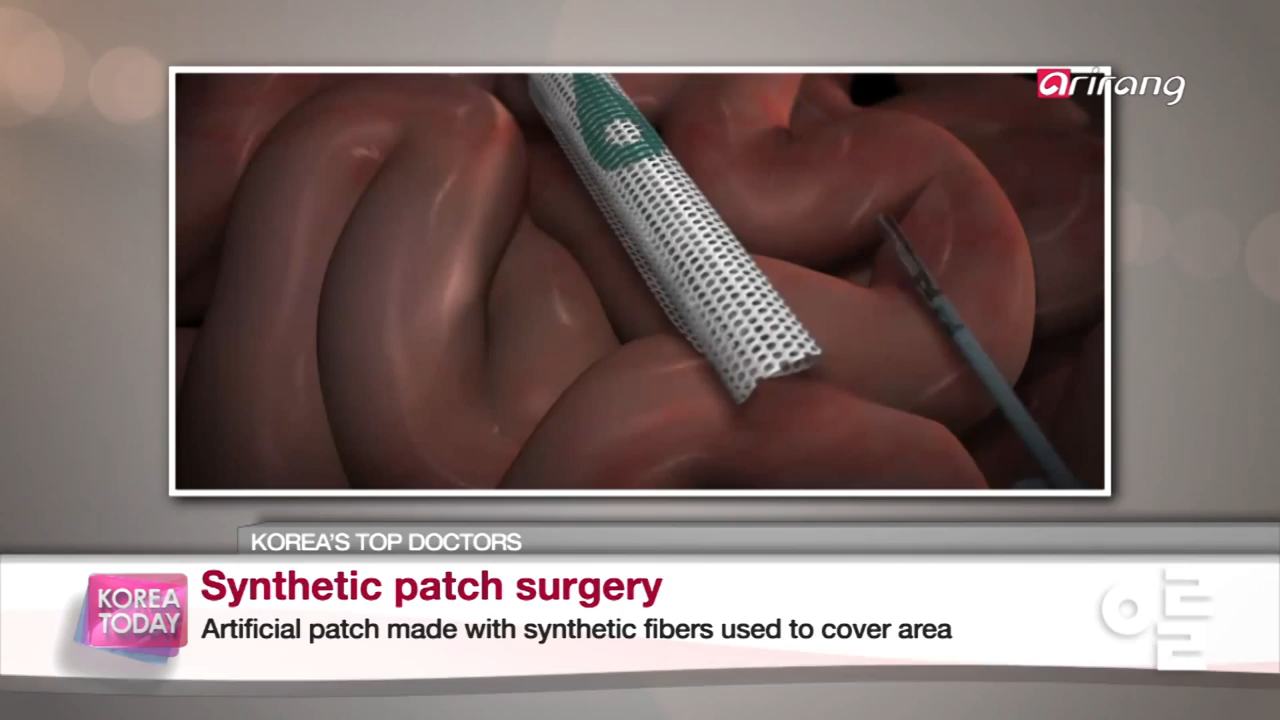 arirang
KOREA'S TOP DOCTORS
Synthetic patch surgery
KOREA
TODAY
Artificial patch made with synthetic fibers used to cover area